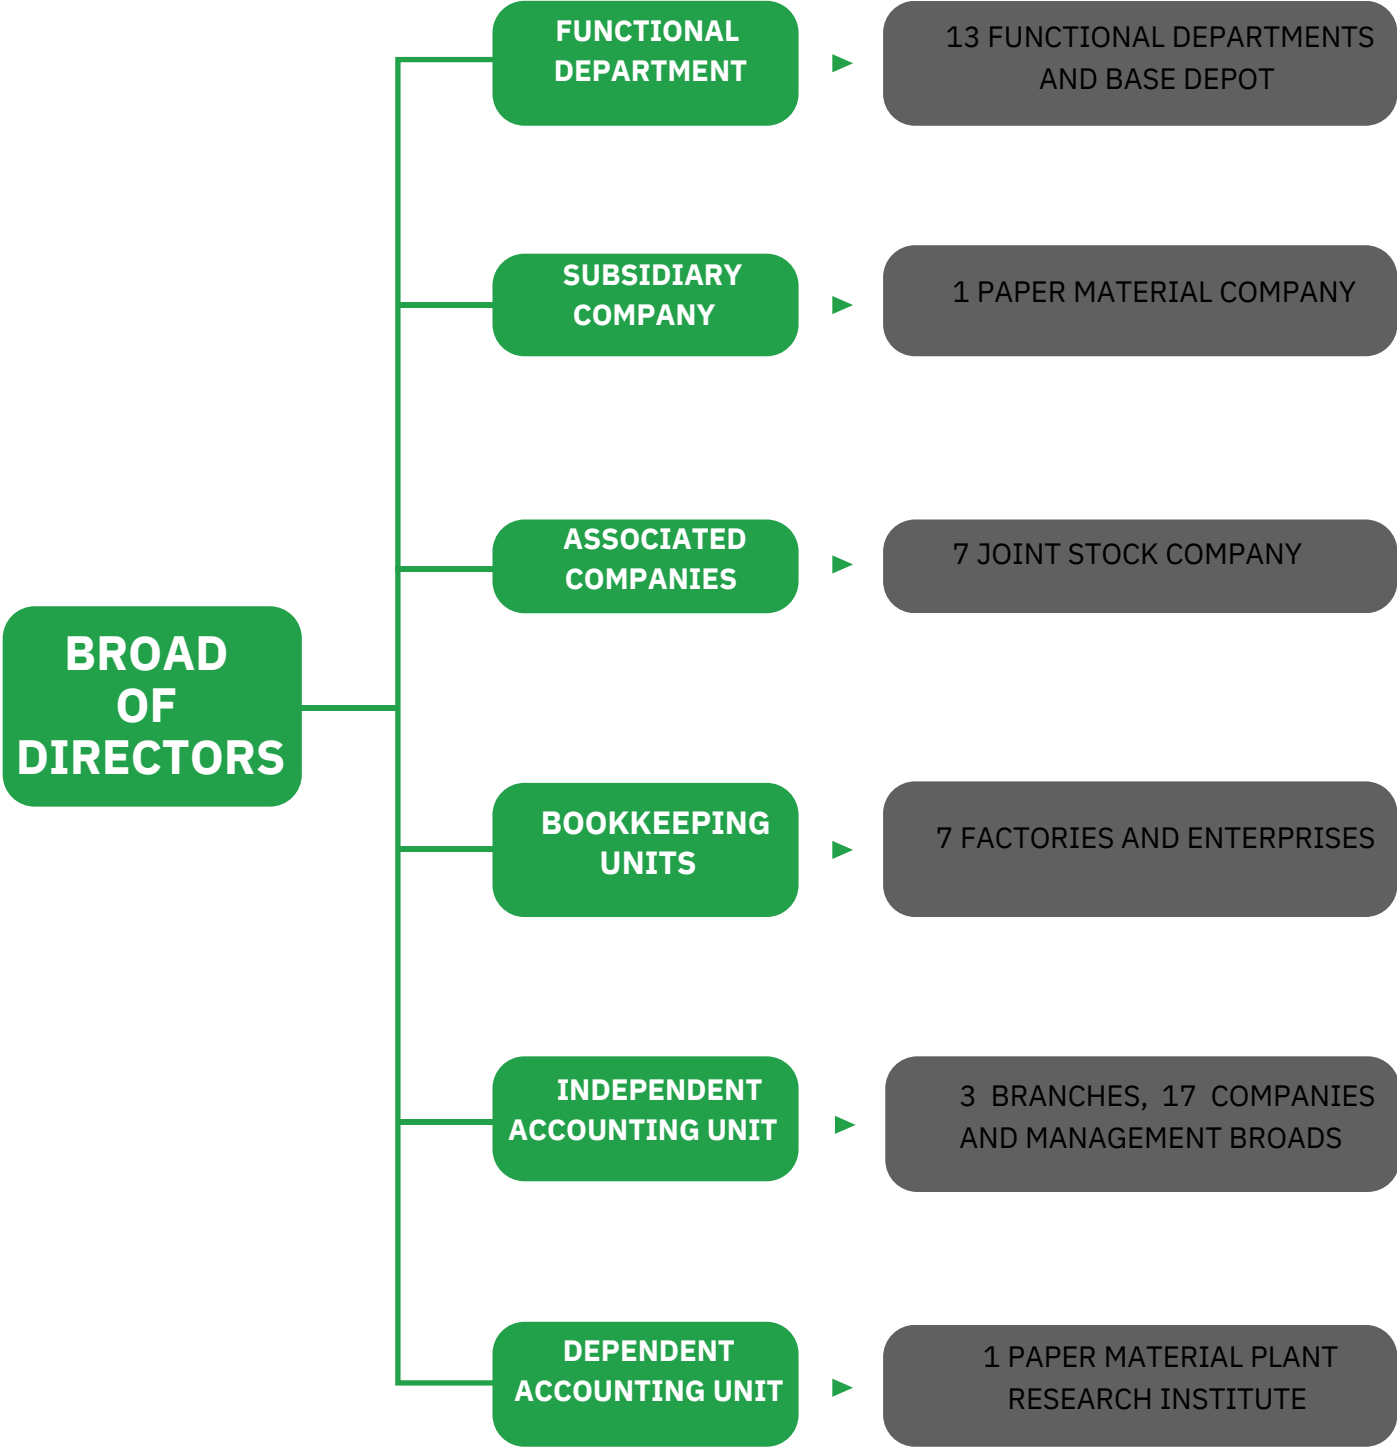 FUNCTIONAL
DEPARTMENT
13 FUNCTIONAL DEPARTMENTS
AND BASE DEPOT
SUBSIDIARY
COMPANY
1 PAPER MATERIAL COMPANY
ASSOCIATED
COMPANIES
7 JOINT STOCK COMPANY
BROAD
OF
DIRECTORS
BOOKKEEPING
UNITS
7 FACTORIES AND ENTERPRISES
INDEPENDENT
ACCOUNTING UNIT
3 BRANCHES, 17 COMPANIES
AND MANAGEMENT BROADS
DEPENDENT
ACCOUNTING UNIT
1 PAPER MATERIAL PLANT
RESEARCH INSTITUTE